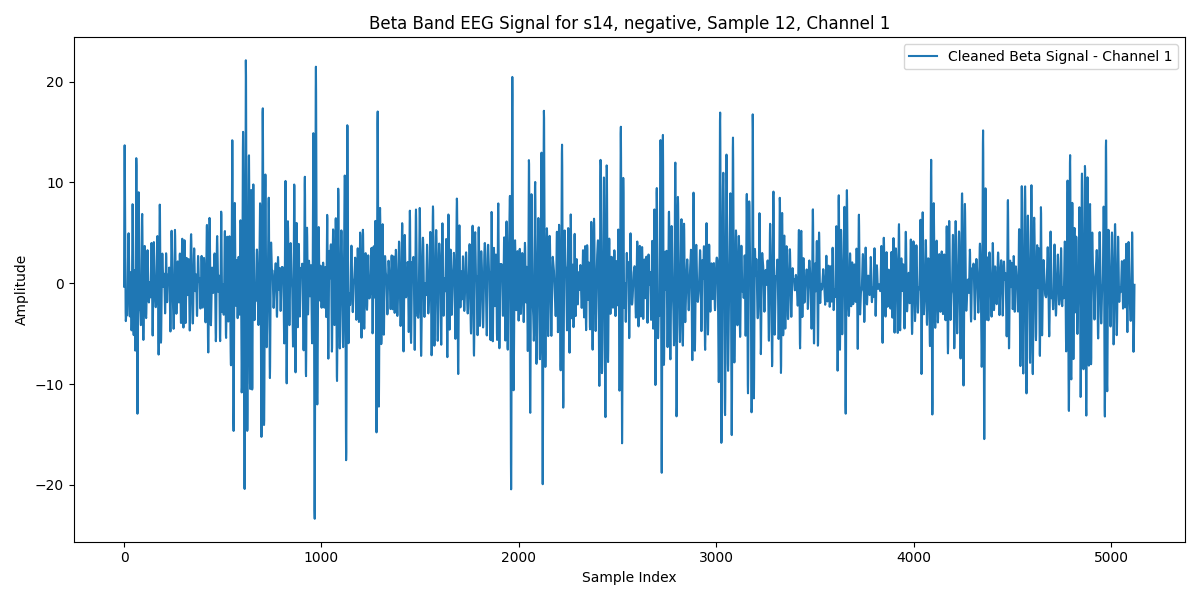 Beta Band EEG Signal for s14, negative, Sample 12, Channel 1
Cleaned Beta Signal - Channel 1
Amplitude
20
10
0
−10
−20
0 1000 2000 3000 4000 5000
Sample Index